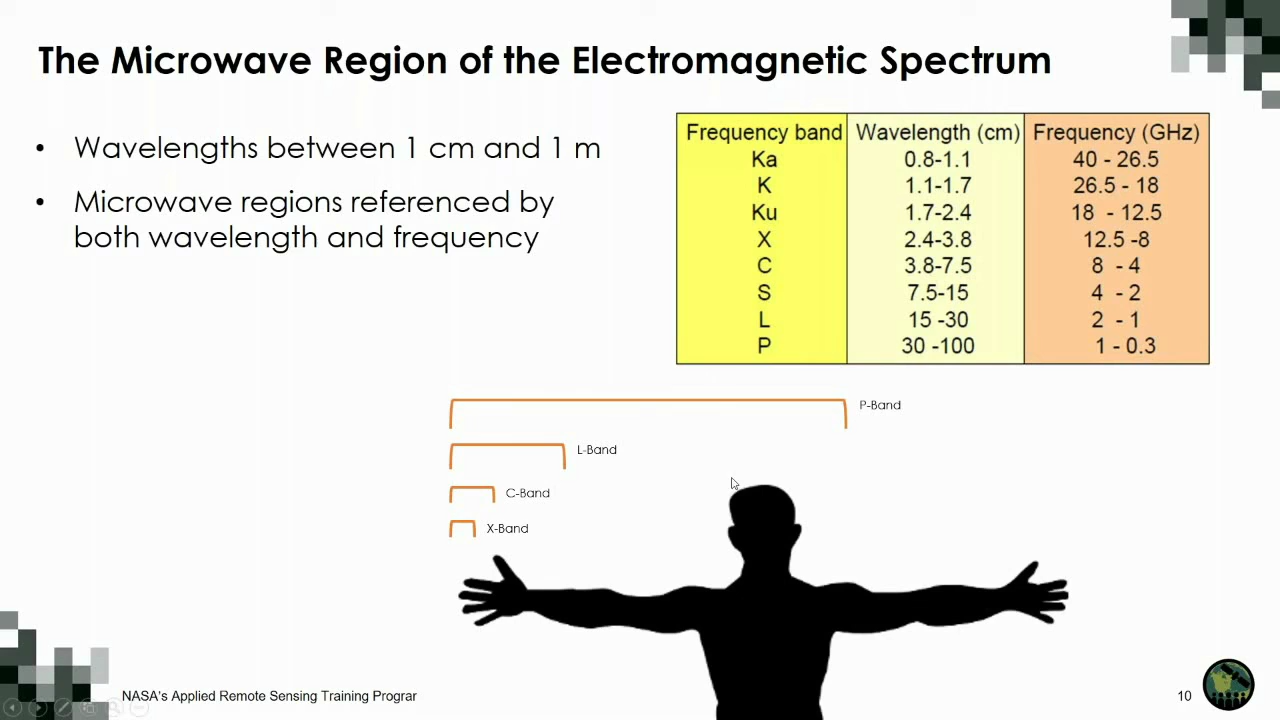 The Microwave Region of the Electromagnetic Spectrum
• Wavelengths between 1 cm and 1 m
• Microwave regions referenced by
both wavelength and frequency
Frequency band Wavelength (cm) Frequency (GHz)
Ka 0.8-1.1 40 - 26.5
K 1.1-1.7 26.5 - 18
Ku 1.7-2.4 18 - 12.5
X 2.4-3.8 12.5 -8
C 3.8-7.5 8 - 4
S 7.5-15 4 - 2
L 15 -30 2 - 1
P 30 -100 1 - 0.3
P-Band
L-Band
C-Band
X-Band
NASA's Applied Remote Sensing Training Prograr
10